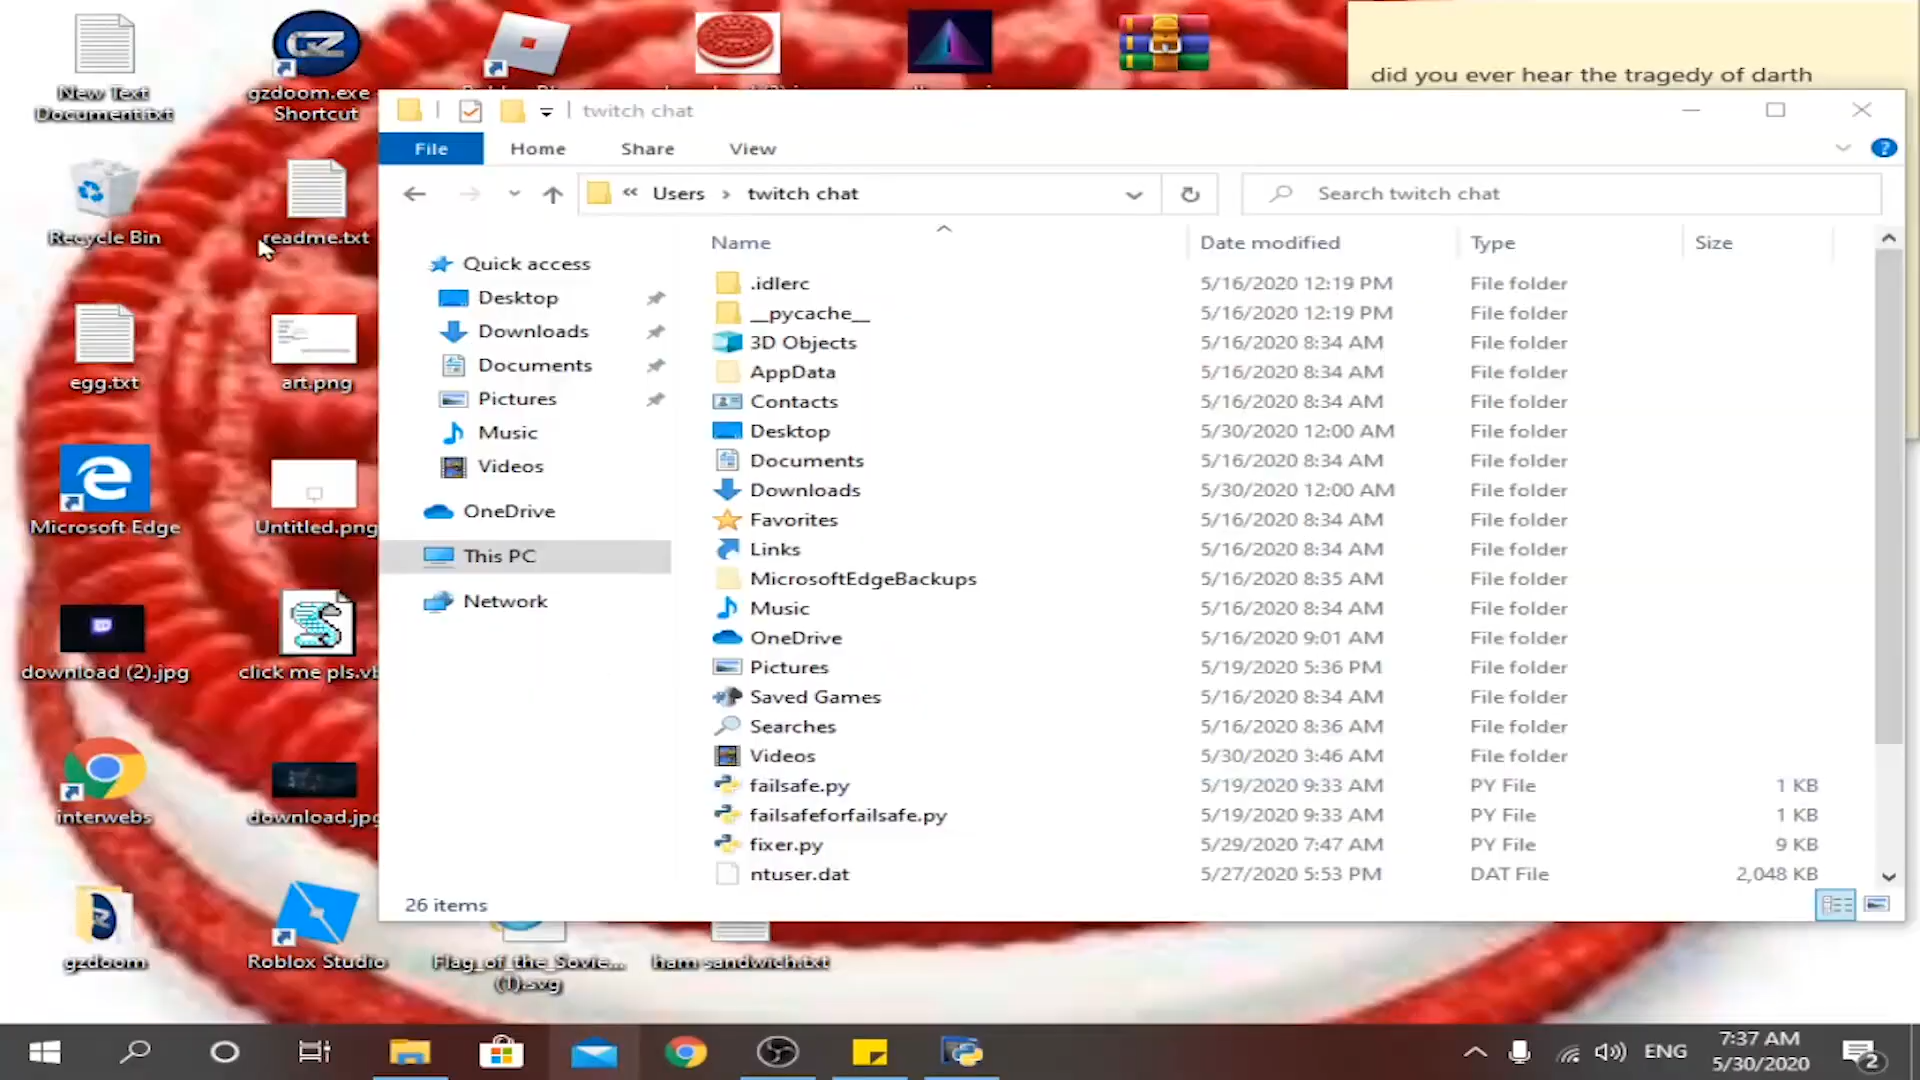 did you ever hear the tragedy of darth
New Text
Document.txt
gzdoom.exe
Shortcut
Recycle Bin
readme.txt
egg.txt
art.png
Microsoft Edge
Untitled.png
download (2).jpg
click me pls.vb
interwebs
download.jpg
gzdoom
Roblox Studio
Flag_of_the_Sovie...
(1).svg
ham sandwich.txt
twitch chat
File
Home
Share
View
« Users › twitch chat
Search twitch chat
Quick access
Desktop
Downloads
Documents
Pictures
Music
Videos
OneDrive
This PC
Network
Name Date modified Type Size
.idlerc 5/16/2020 12:19 PM File folder
__pycache__ 5/16/2020 12:19 PM File folder
3D Objects 5/16/2020 8:34 AM File folder
AppData 5/16/2020 8:34 AM File folder
Contacts 5/16/2020 8:34 AM File folder
Desktop 5/30/2020 12:00 AM File folder
Documents 5/16/2020 8:34 AM File folder
Downloads 5/30/2020 12:00 AM File folder
Favorites 5/16/2020 8:34 AM File folder
Links 5/16/2020 8:34 AM File folder
MicrosoftEdgeBackups 5/16/2020 8:35 AM File folder
Music 5/16/2020 8:34 AM File folder
OneDrive 5/16/2020 9:01 AM File folder
Pictures 5/19/2020 5:36 PM File folder
Saved Games 5/16/2020 8:34 AM File folder
Searches 5/16/2020 8:36 AM File folder
Videos 5/30/2020 3:46 AM File folder
failsafe.py 5/19/2020 9:33 AM PY File 1 KB
failsafeforfailsafe.py 5/19/2020 9:33 AM PY File 1 KB
fixer.py 5/29/2020 7:47 AM PY File 9 KB
ntuser.dat 5/27/2020 5:53 PM DAT File 2,048 KB
26 items
ENG
7:37 AM
5/30/2020
2